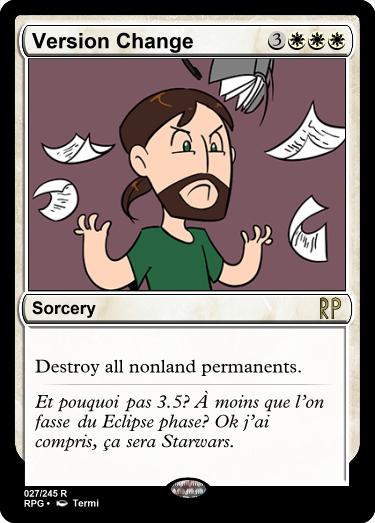 Version Change 3
Sorcery RP
Destroy all nonland permanents.
Et pouquoi pas 3.5? À moins que l'on
fasse du Eclipse phase? Ok j'ai
compris, ça sera Starwars.
027/245 R
RPG • Termi